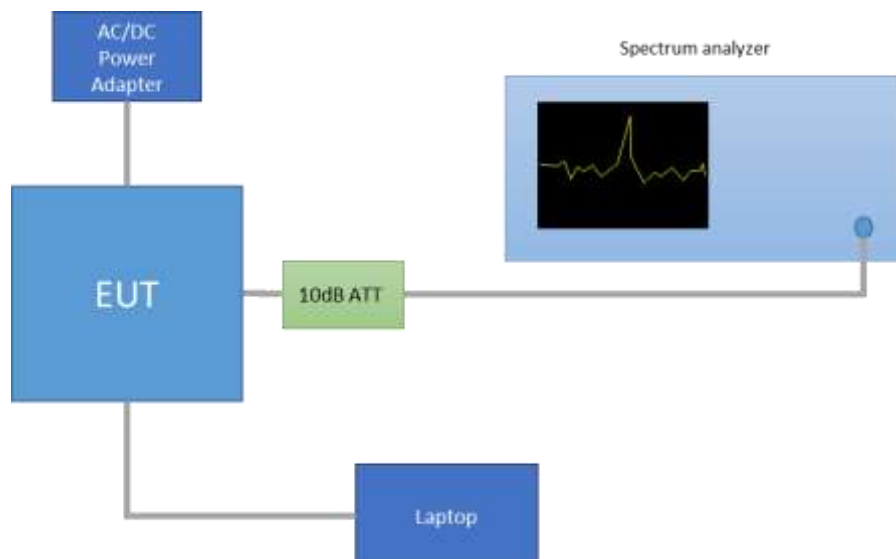 AC/DC
Power
Adapter
Spectrum analyzer
EUT
10dB ATT
Laptop